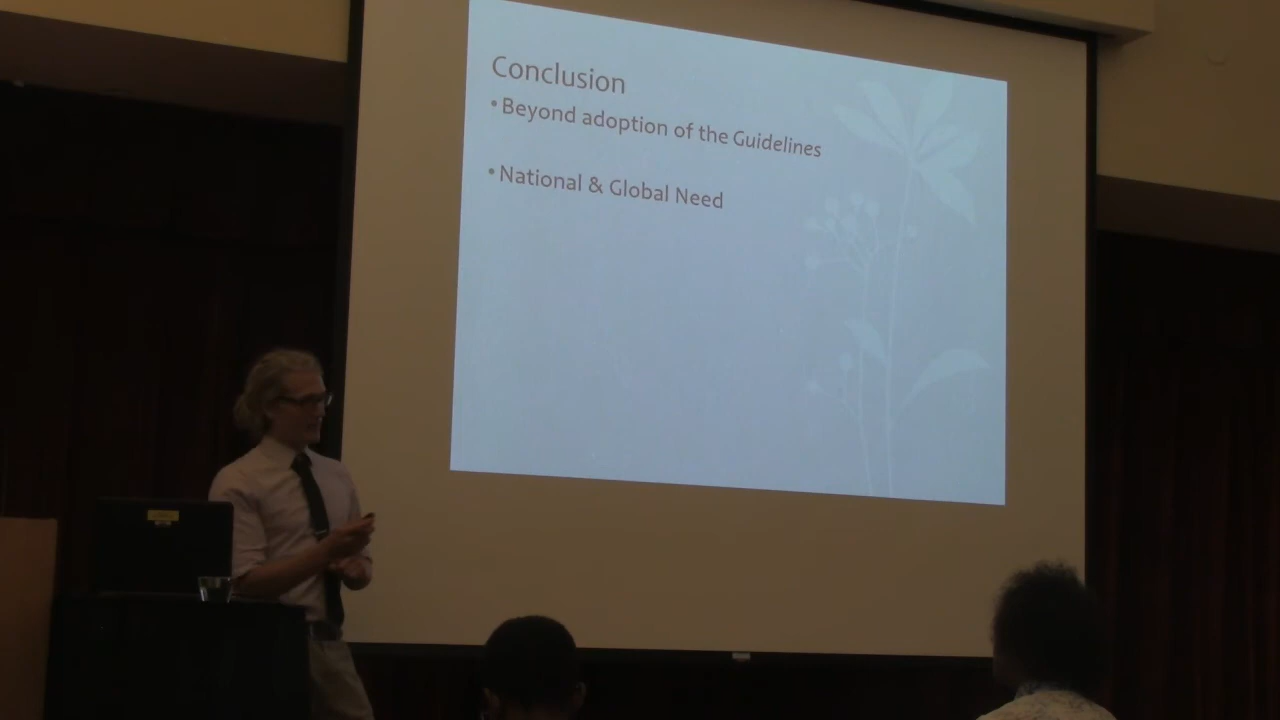 Conclusion
•Beyond adoption of the Guidelines
•National & Global Need